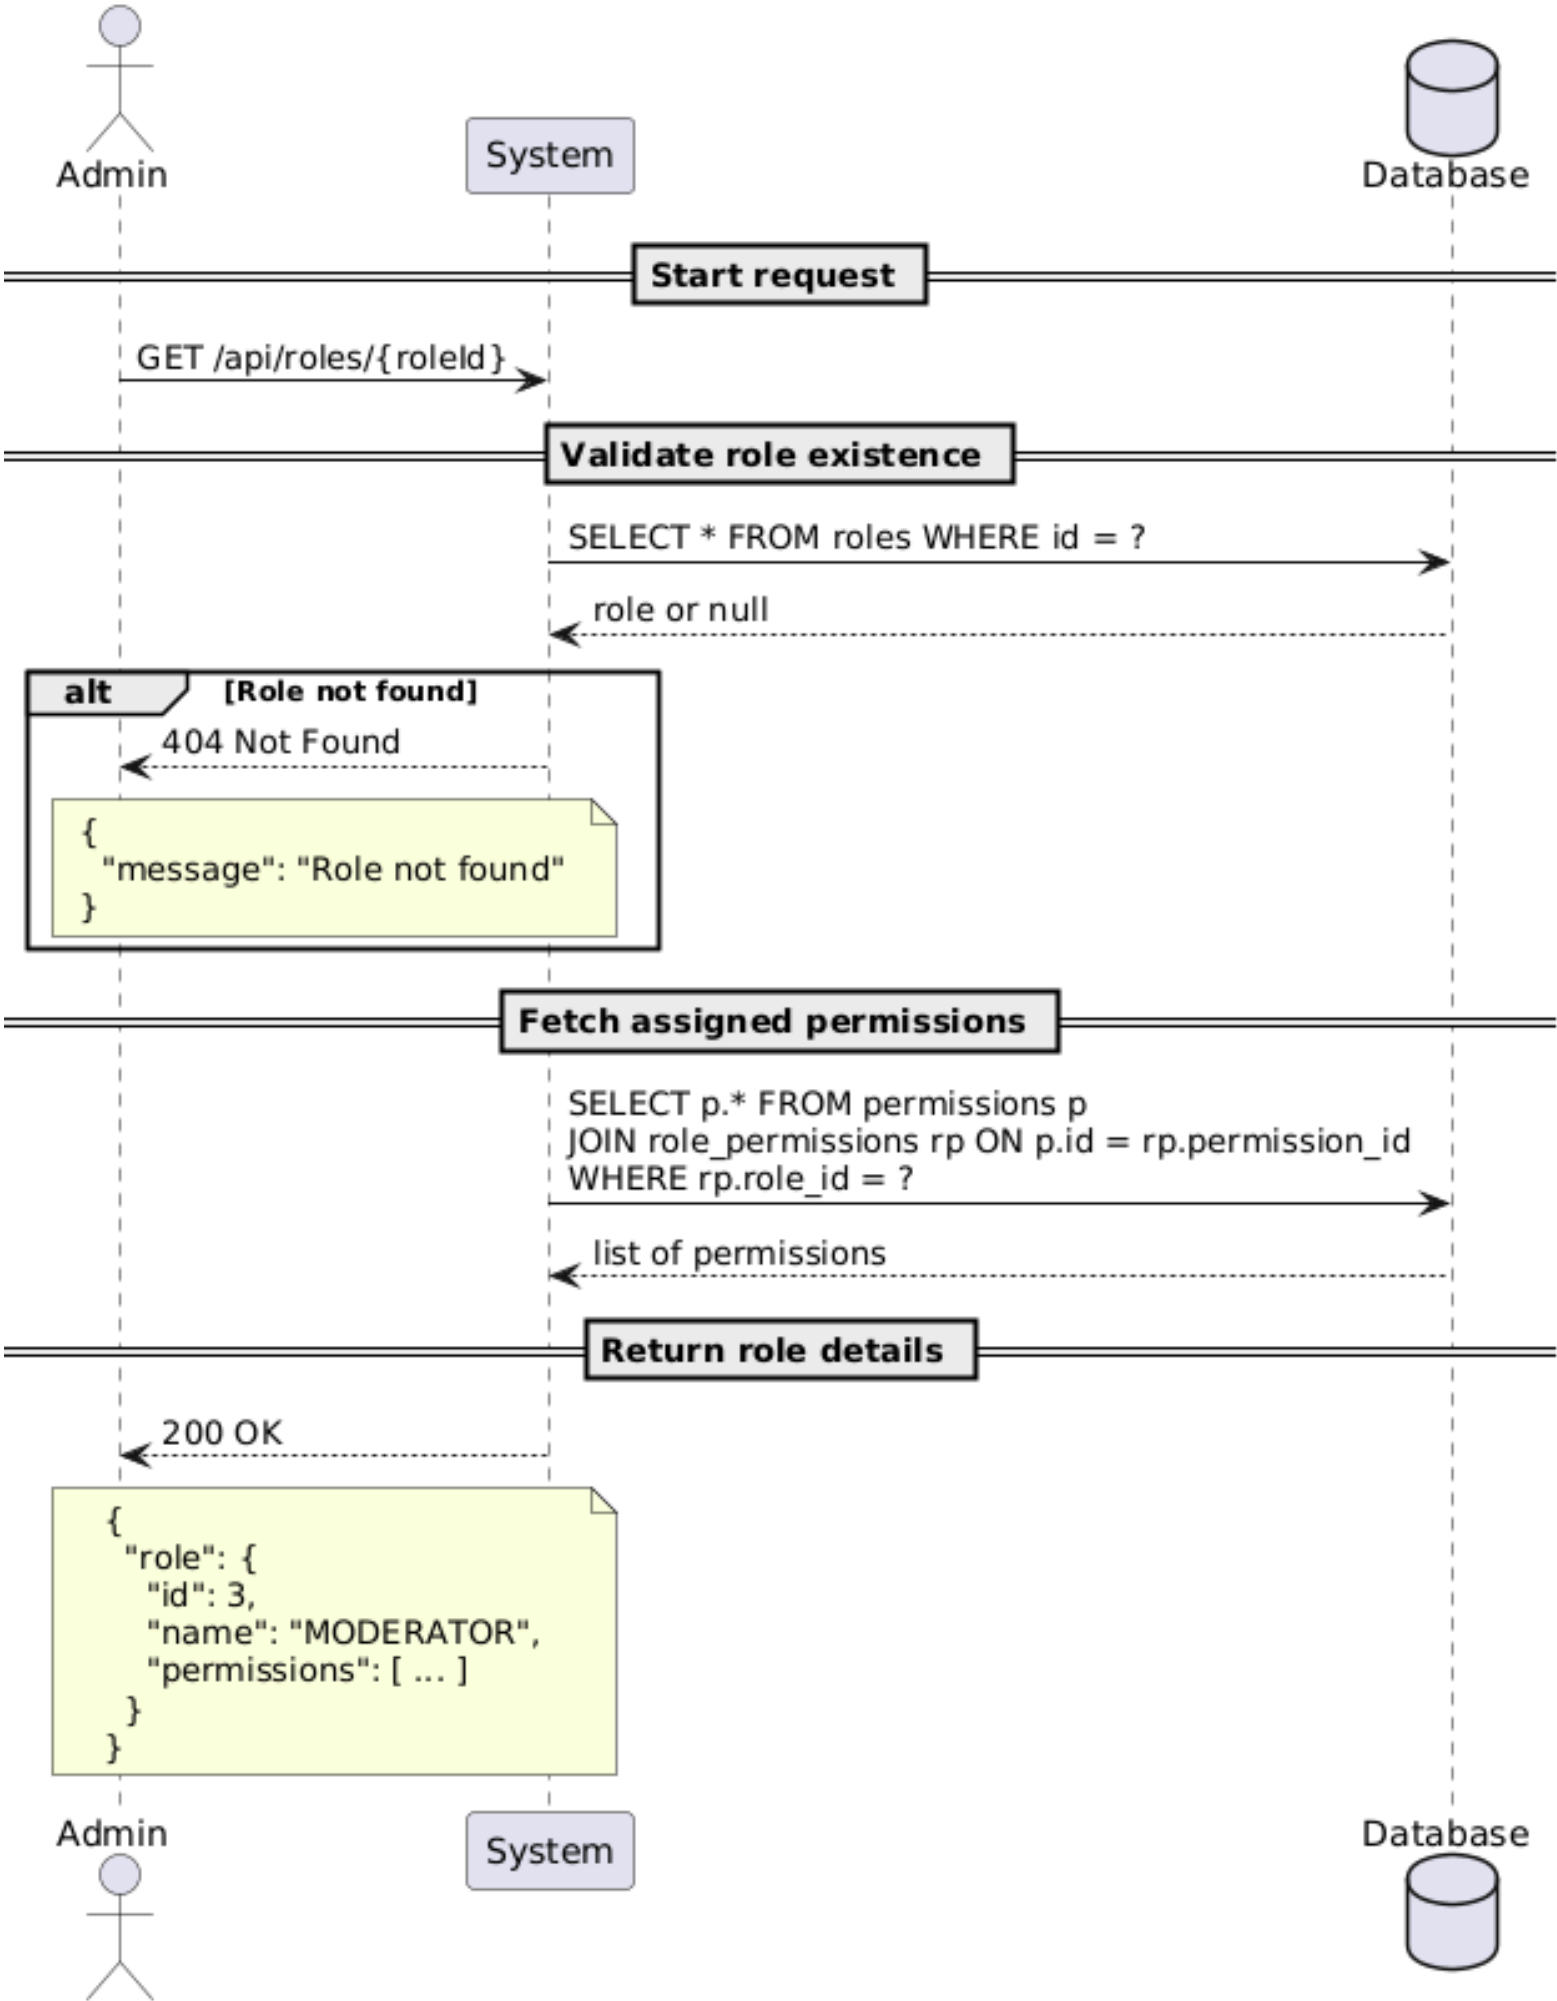 Admin
System
Database
Start request
GET /api/roles/{roleId}
Validate role existence
SELECT * FROM roles WHERE id = ?
role or null
alt [Role not found]
404 Not Found
{
"message": "Role not found"
}
Fetch assigned permissions
SELECT p.* FROM permissions p
JOIN role_permissions rp ON p.id = rp.permission_id
WHERE rp.role_id = ?
list of permissions
Return role details
200 OK
{
"role": {
"id": 3,
"name": "MODERATOR",
"permissions": [ ... ]
}
}
Admin
System
Database